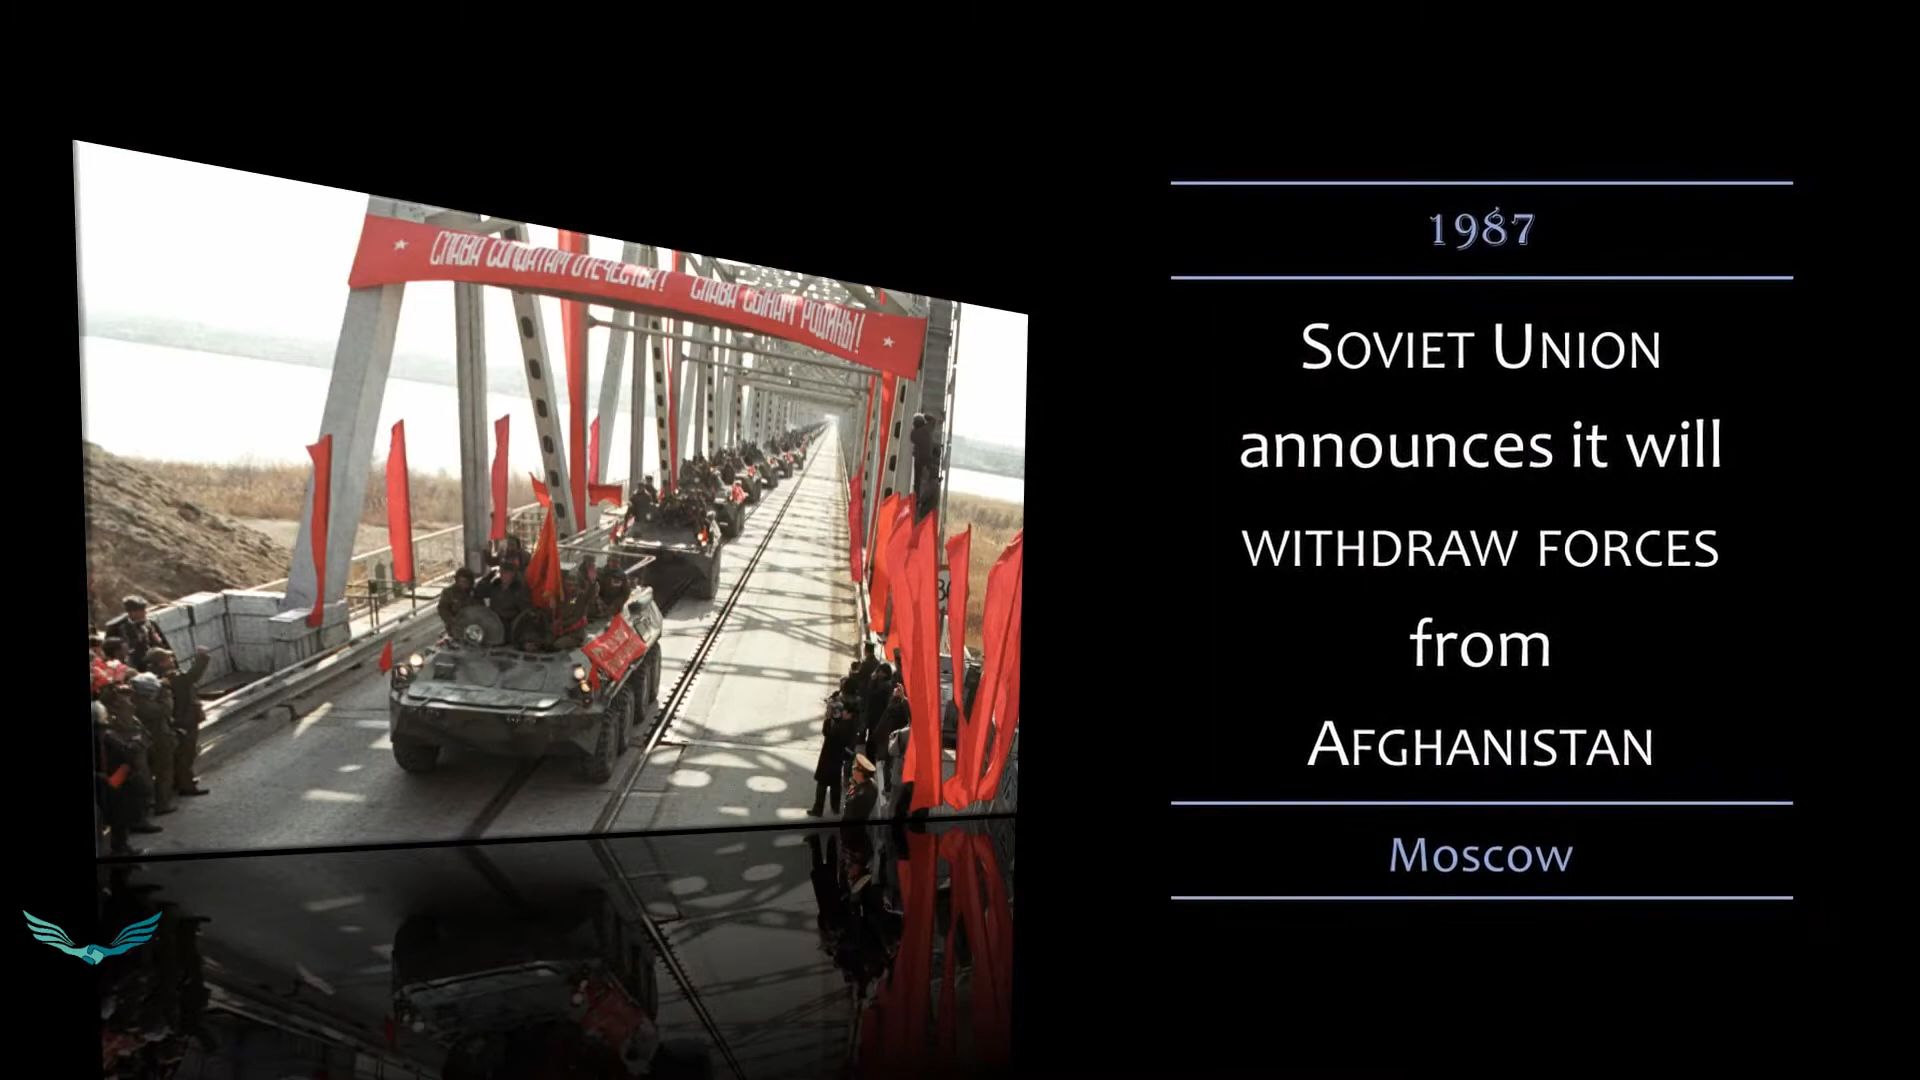 СЛАВА СОЛДАТАМ ОТЕЧЕСТВА! СЛАВА СЫНАМ РОДИНЫ!
1987
SOVIET UNION
announces it will
WITHDRAW FORCES
from
AFGHANISTAN
MOSCOW